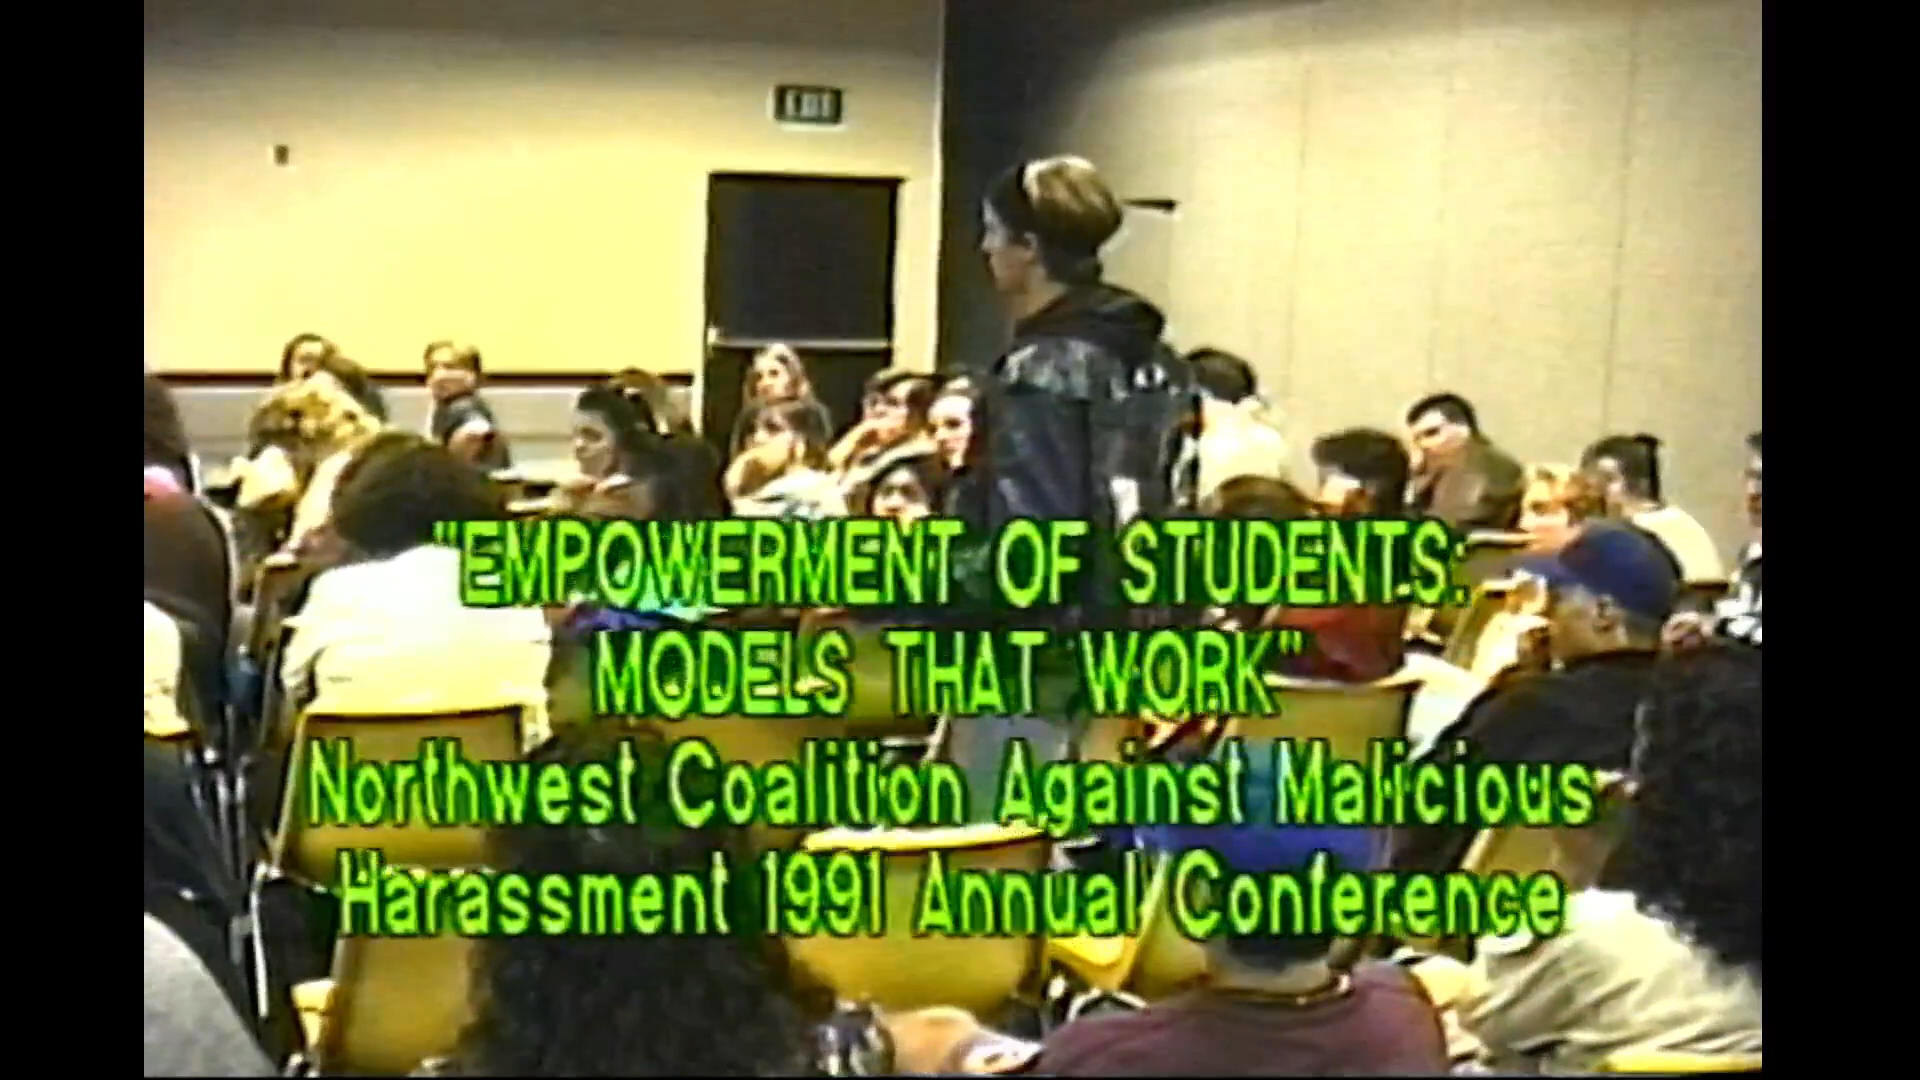 EXIT
"EMPOWERMENT OF STUDENTS:
MODELS THAT WORK"
Northwest Coalition Against Malicious
Harassment 1991 Annual Conference